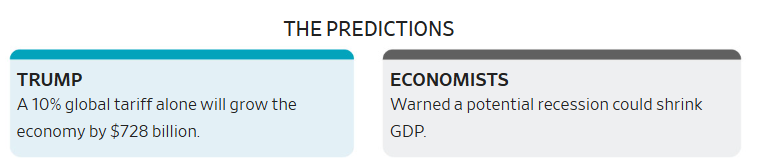 THE PREDICTIONS
TRUMP
A 10% global tariff alone will grow the
economy by $728 billion.
ECONOMISTS
Warned a potential recession could shrink
GDP.